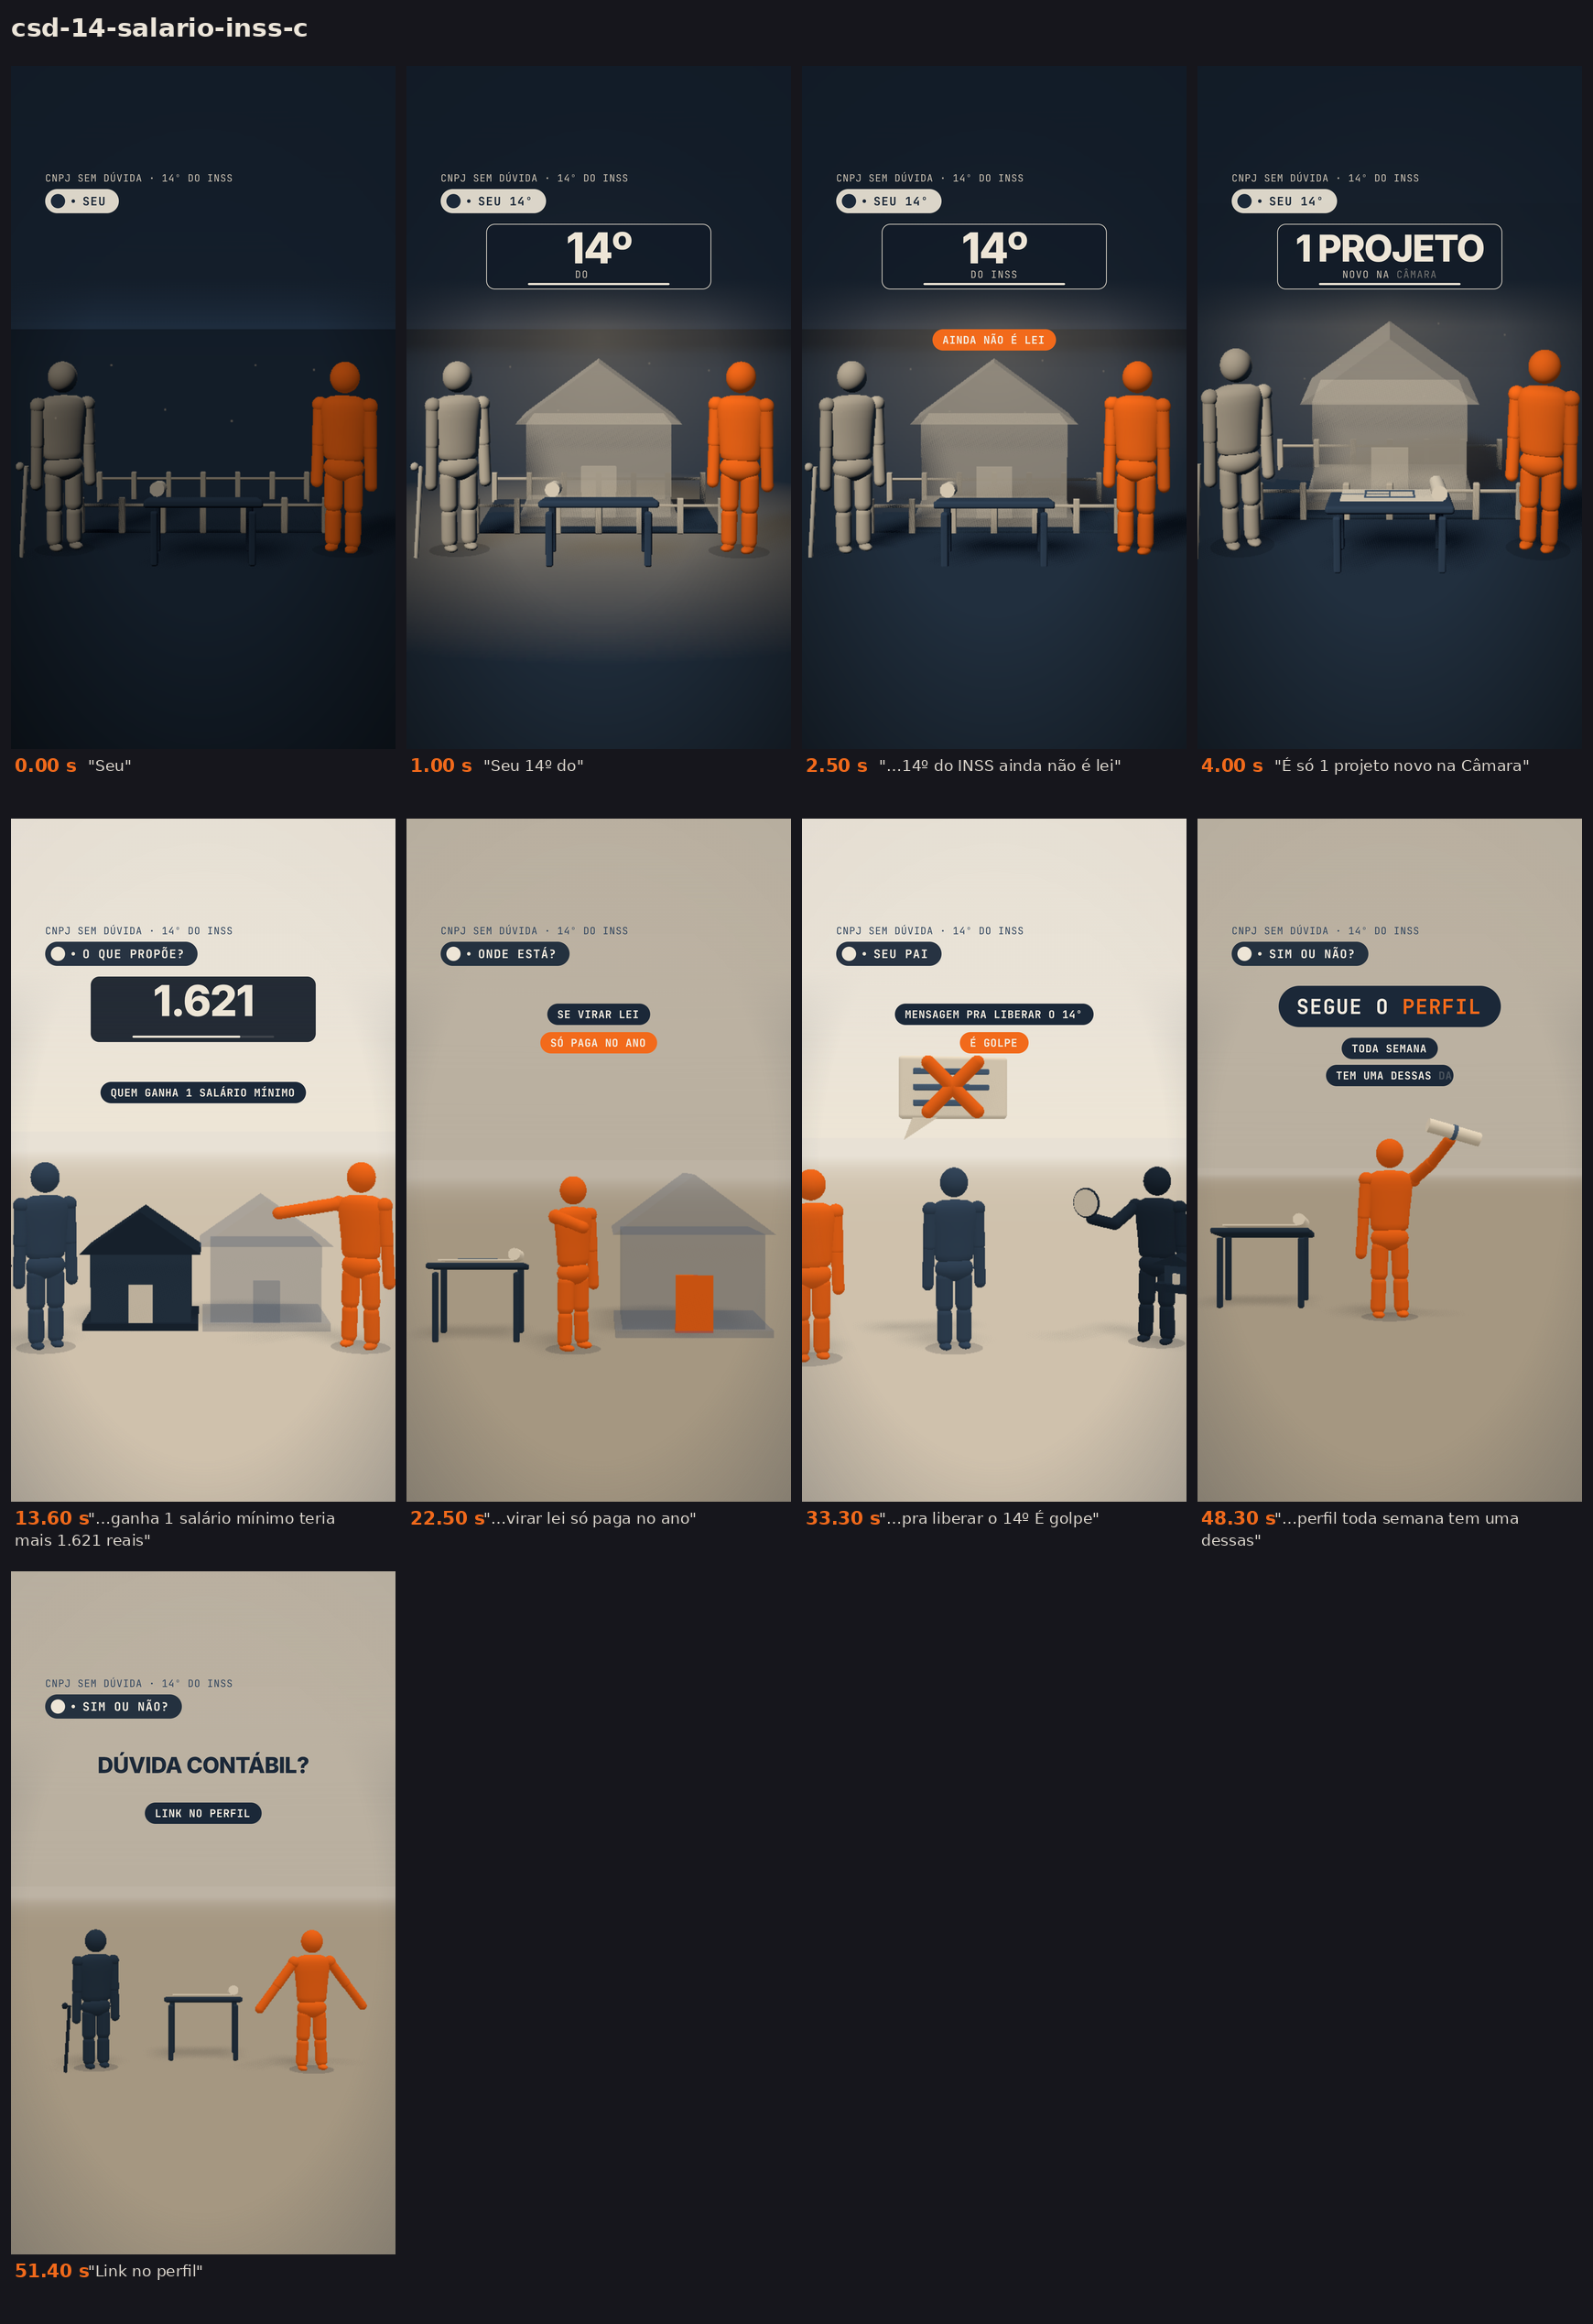 csd-14-salario-inss-c
CNPJ SEM DÚVIDA · 14° DO INSS
• SEU
0.00 s "Seu"
CNPJ SEM DÚVIDA · 14° DO INSS
• SEU 14°
14º
DO
1.00 s "Seu 14º do"
CNPJ SEM DÚVIDA · 14° DO INSS
• SEU 14°
14º
DO INSS
AINDA NÃO É LEI
2.50 s "...14º do INSS ainda não é lei"
CNPJ SEM DÚVIDA · 14° DO INSS
• SEU 14°
1 PROJETO
NOVO NA CÂMARA
4.00 s "É só 1 projeto novo na Câmara"
CNPJ SEM DÚVIDA · 14° DO INSS
• O QUE PROPÕE?
1.621
QUEM GANHA 1 SALÁRIO MÍNIMO
13.60 s "...ganha 1 salário mínimo teria
mais 1.621 reais"
CNPJ SEM DÚVIDA · 14° DO INSS
• ONDE ESTÁ?
SE VIRAR LEI
SÓ PAGA NO ANO
22.50 s "...virar lei só paga no ano"
CNPJ SEM DÚVIDA · 14° DO INSS
• SEU PAI
MENSAGEM PRA LIBERAR O 14°
É GOLPE
33.30 s "...pra liberar o 14º É golpe"
CNPJ SEM DÚVIDA · 14° DO INSS
• SIM OU NÃO?
SEGUE O PERFIL
TODA SEMANA
TEM UMA DESSAS DA
48.30 s "...perfil toda semana tem uma
dessas"
CNPJ SEM DÚVIDA · 14° DO INSS
• SIM OU NÃO?
DÚVIDA CONTÁBIL?
LINK NO PERFIL
51.40 s "Link no perfil"